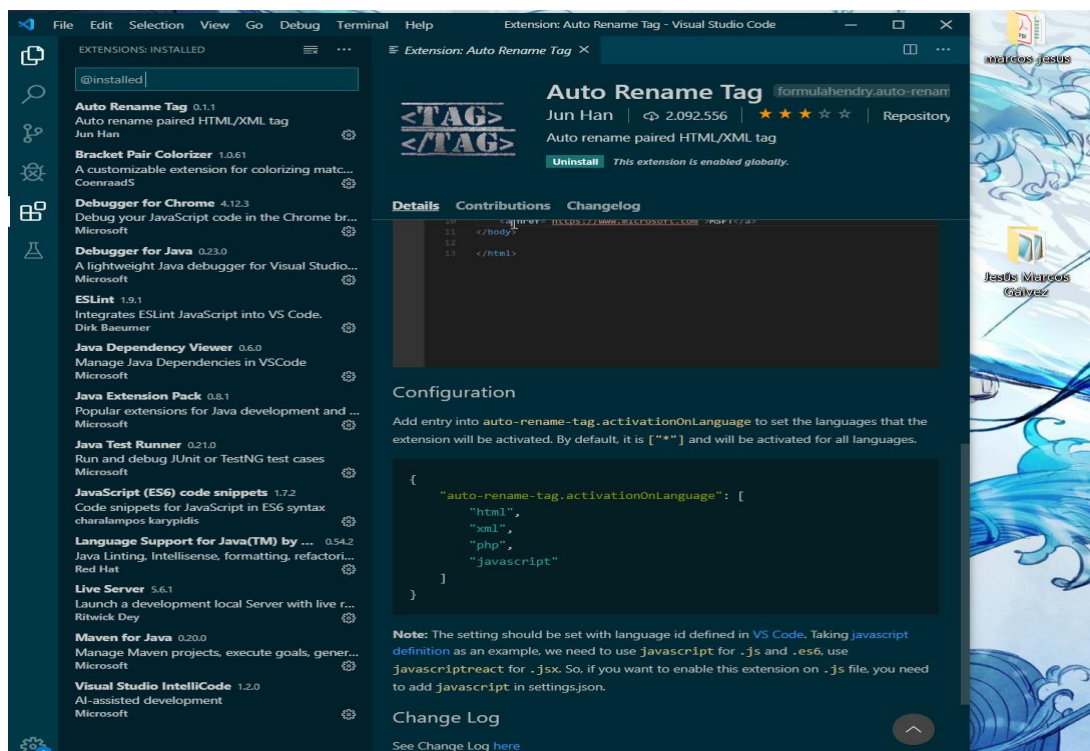 File Edit Selection View Go Debug Terminal Help Extension: Auto Rename Tag - Visual Studio Code
EXTENSIONS: INSTALLED
@installed
Auto Rename Tag 0.1.1
Auto rename paired HTML/XML tag
Jun Han
Bracket Pair Colorizer 1.0.61
A customizable extension for colorizing matc...
CoenraadS
Debugger for Chrome 4.12.3
Debug your JavaScript code in the Chrome br...
Microsoft
Debugger for Java 0.23.0
A lightweight Java debugger for Visual Studio...
Microsoft
ESLint 1.9.1
Integrates ESLint JavaScript into VS Code.
Dirk Baeumer
Java Dependency Viewer 0.6.0
Manage Java Dependencies in VSCode
Microsoft
Java Extension Pack 0.8.1
Popular extensions for Java development and ...
Microsoft
Java Test Runner 0.21.0
Run and debug JUnit or TestNG test cases
Microsoft
JavaScript (ES6) code snippets 1.7.2
Code snippets for JavaScript in ES6 syntax
charalampos karypidis
Language Support for Java(TM) by ... 0.54.2
Java Linting, Intellisense, formatting, refactori...
Red Hat
Live Server 5.6.1
Launch a development local Server with live r...
Ritwick Dey
Maven for Java 0.20.0
Manage Maven projects, execute goals, gener...
Microsoft
Visual Studio IntelliCode 1.2.0
AI-assisted development
Microsoft
Extension: Auto Rename Tag
<TAG>
</TAG>
Auto Rename Tag formulahendry.auto-renam
Jun Han 2.092.556 Repository
Auto rename paired HTML/XML tag
Uninstall This extension is enabled globally.
Details Contributions Changelog
10 https://www.microsoft.com >MSFT</a>
11 </body>
12
13 </html>
Configuration
Add entry into auto-rename-tag.activationOnLanguage to set the languages that the
extension will be activated. By default, it is ["*"] and will be activated for all languages.
{
"auto-rename-tag.activationOnLanguage": [
"html",
"xml",
"php",
"javascript"
]
}
Note: The setting should be set with language id defined in VS Code. Taking javascript
definition as an example, we need to use javascript for .js and .es6, use
javascriptreact for .jsx. So, if you want to enable this extension on .js file, you need
to add javascript in settings.json.
Change Log
See Change Log here
PDF
marcos jesus
Jesús Marcos
Gálvez